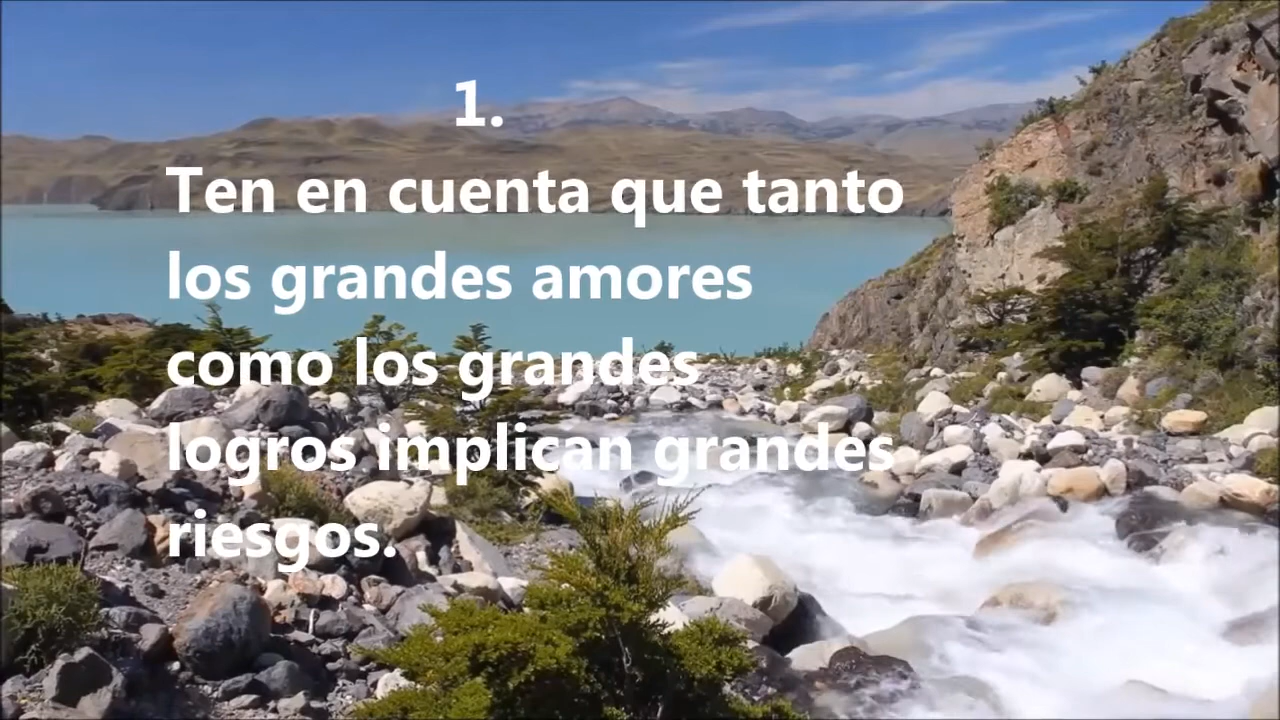 1.
Ten en cuenta que tanto
los grandes amores
como los grandes
logros implican grandes
riesgos.